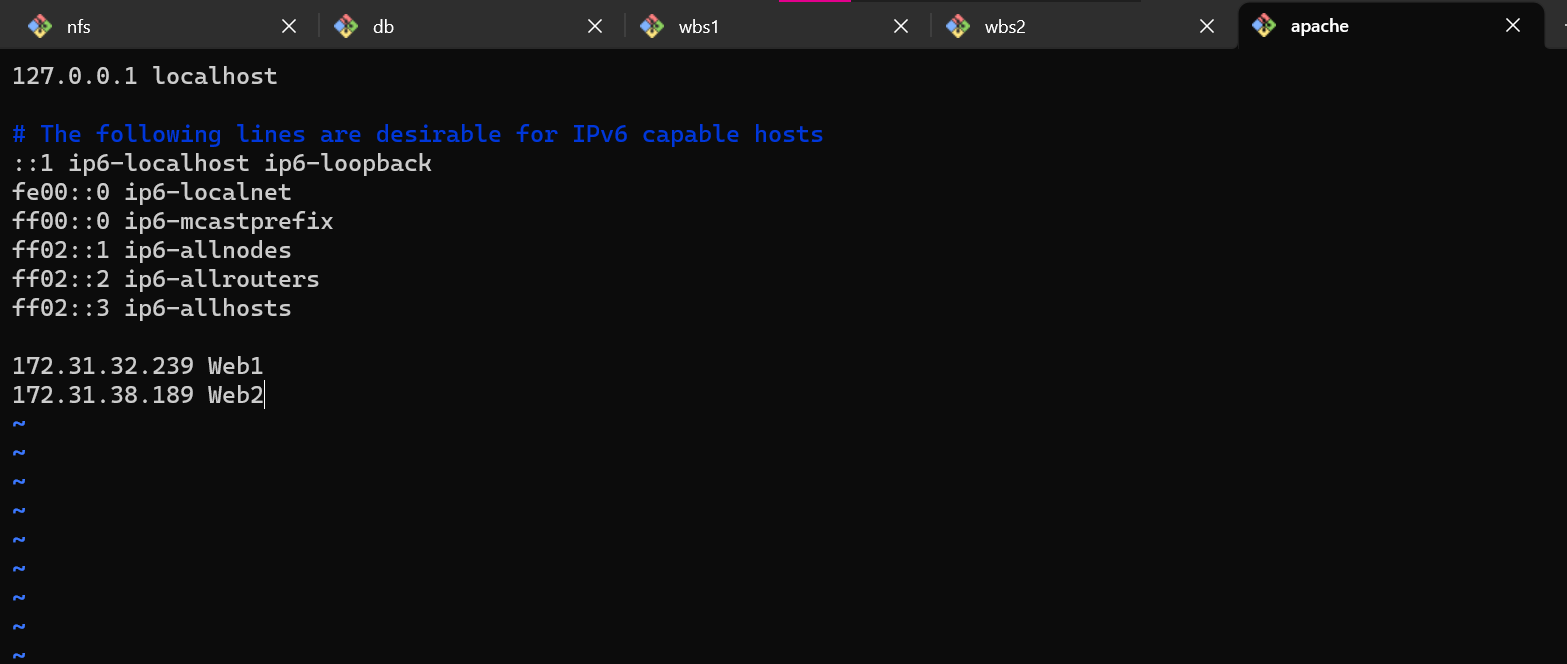 nfs db wbs1 wbs2 apache
127.0.0.1 localhost
# The following lines are desirable for IPv6 capable hosts
::1 ip6-localhost ip6-loopback
fe00::0 ip6-localnet
ff00::0 ip6-mcastprefix
ff02::1 ip6-allnodes
ff02::2 ip6-allrouters
ff02::3 ip6-allhosts
172.31.32.239 Web1
172.31.38.189 Web2
~
~
~
~
~
~
~
~
~